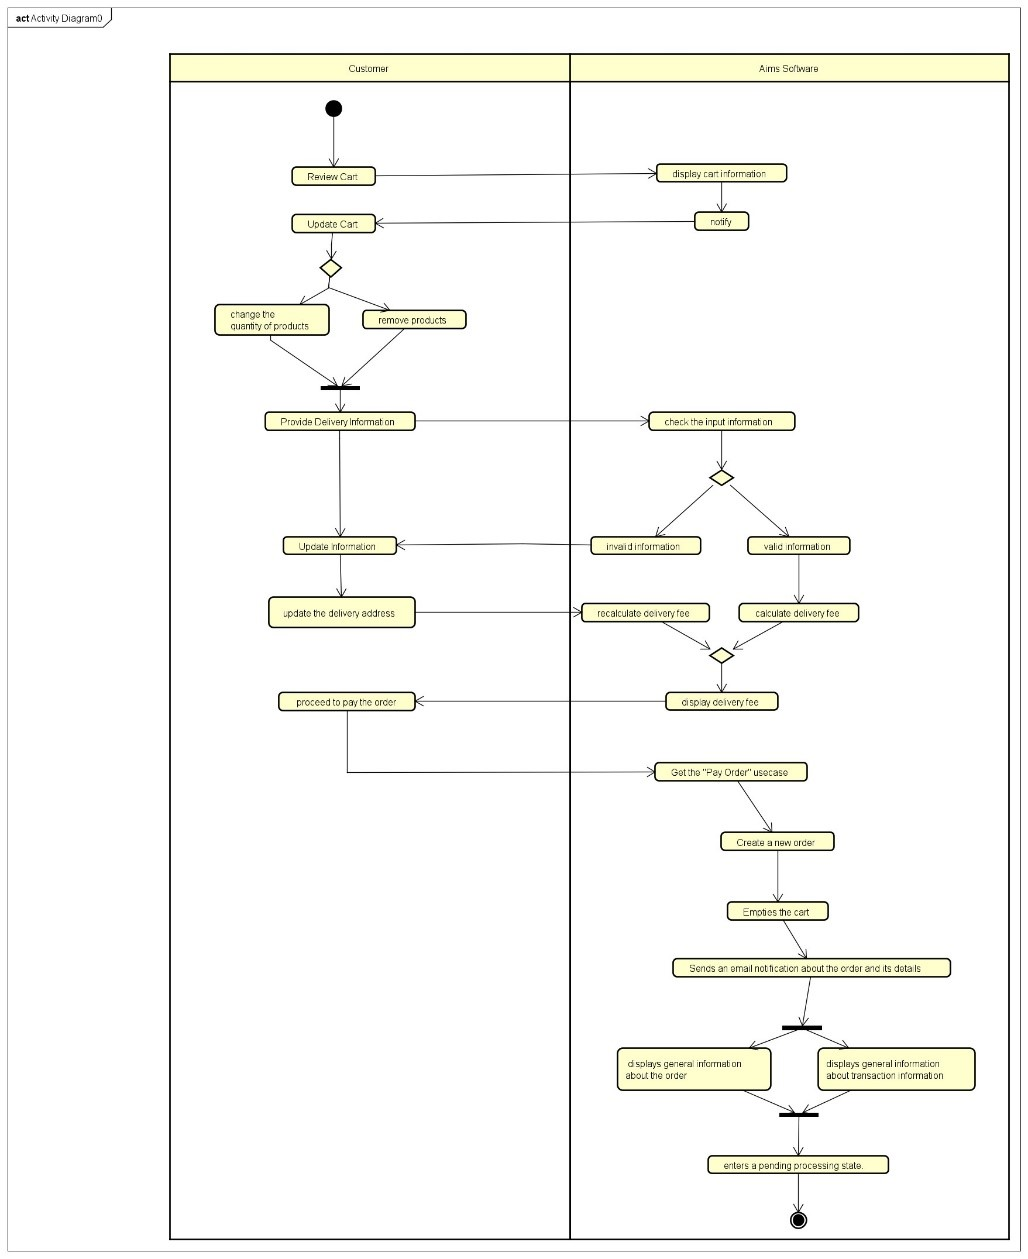 act Activity Diagram0
Customer
Aims Software
Review Cart
display cart information
Update Cart
notify
change the
quantity of products
remove products
Provide Delivery Information
check the input information
Update Information
invalid information
valid information
update the delivery address
recalculate delivery fee
calculate delivery fee
proceed to pay the order
display delivery fee
Get the "Pay Order" usecase
Create a new order
Empties the cart
Sends an email notification about the order and its details
displays general information
about the order
displays general information
about transaction information
enters a pending processing state.